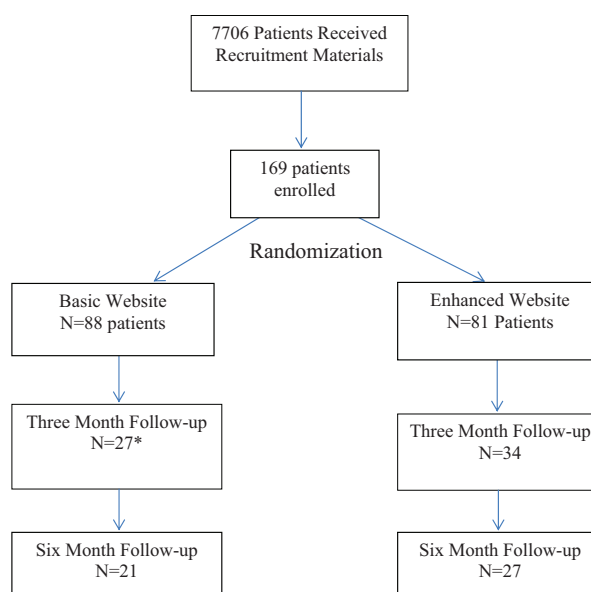 7706 Patients Received
Recruitment Materials
169 patients
enrolled
Randomization
Basic Website
N=88 patients
Enhanced Website
N=81 Patients
Three Month Follow-up
N=27*
Three Month Follow-up
N=34
Six Month Follow-up
N=21
Six Month Follow-up
N=27